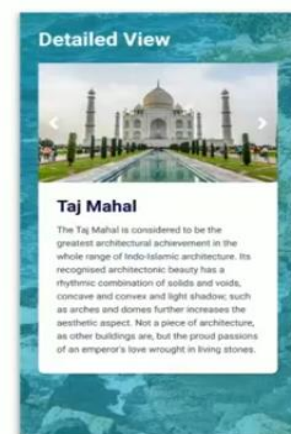 Detailed View
Taj Mahal
The Taj Mahal is considered to be the
greatest architectural achievement in the
whole range of Indo-Islamic architecture. Its
recognised architectonic beauty has a
rhythmic combination of solids and voids,
concave and convex and light shadow; such
as arches and domes further increases the
aesthetic aspect. Not a piece of architecture,
as other buildings are, but the proud passions
of an emperor's love wrought in living stones.